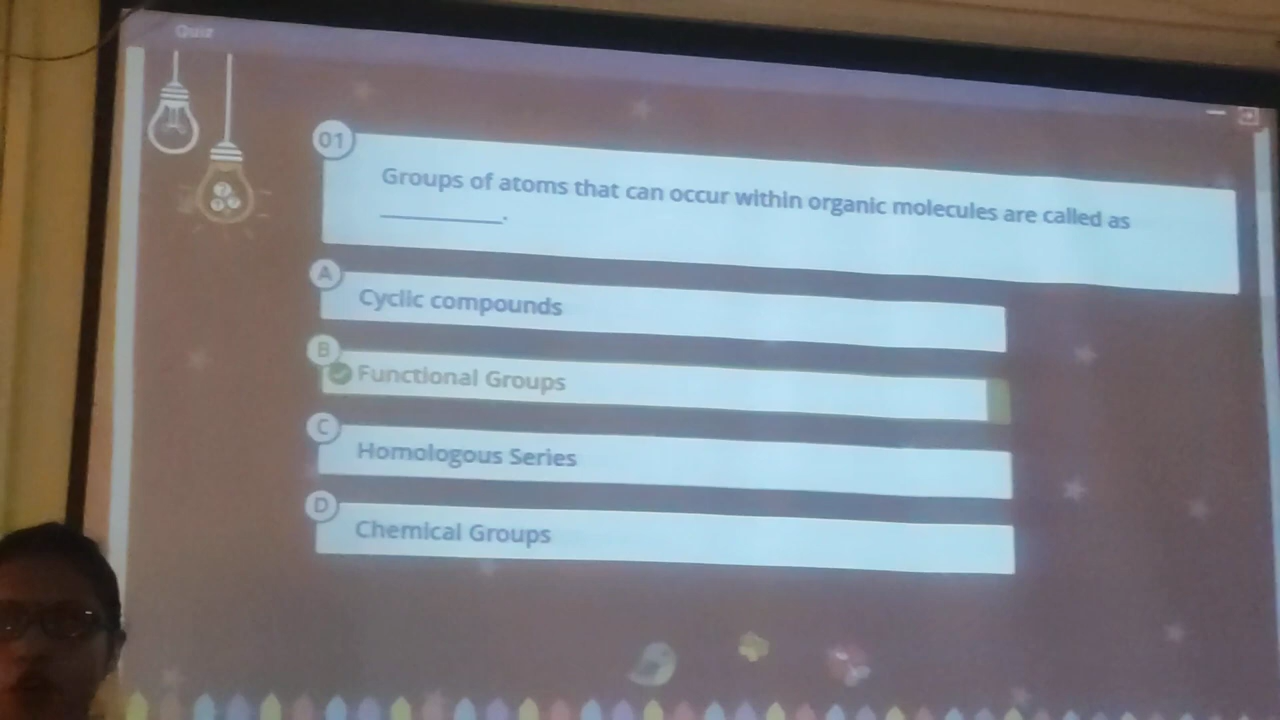 Quiz
01
Groups of atoms that can occur within organic molecules are called as
__________.
A
Cyclic compounds
B
Functional Groups
C
Homologous Series
D
Chemical Groups